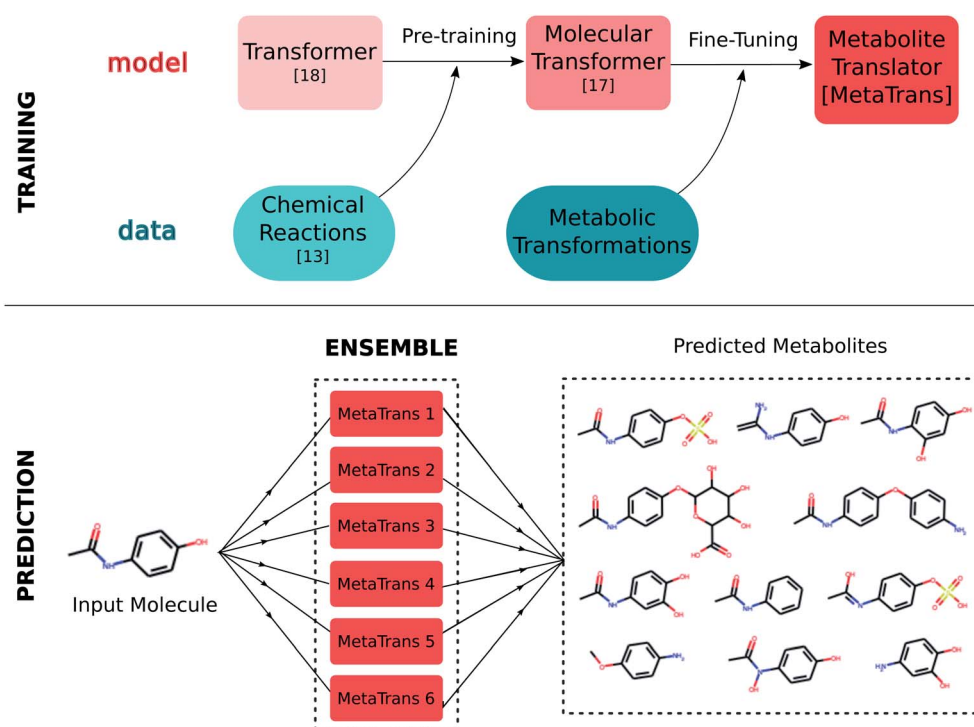 TRAINING
model
Transformer
[18]
Pre-training
Molecular
Transformer
[17]
Fine-Tuning
Metabolite
Translator
[MetaTrans]
data
Chemical
Reactions
[13]
Metabolic
Transformations
PREDICTION
ENSEMBLE
Predicted Metabolites
MetaTrans 1
MetaTrans 2
MetaTrans 3
MetaTrans 4
MetaTrans 5
MetaTrans 6
O
NH
OH
Input Molecule